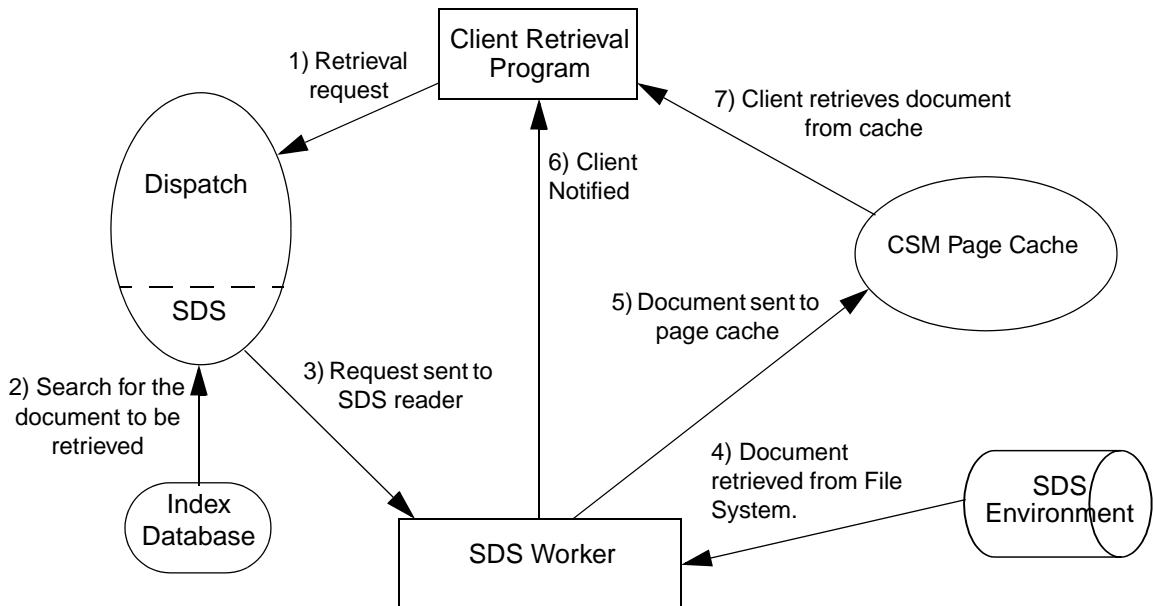 Client Retrieval
Program
1) Retrieval
request
7) Client retrieves document
from cache
6) Client
Notified
Dispatch
SDS
CSM Page Cache
5) Document sent to
page cache
3) Request sent to
SDS reader
2) Search for the
document to be
retrieved
4) Document
retrieved from File
System.
Index
Database
SDS
Environment
SDS Worker